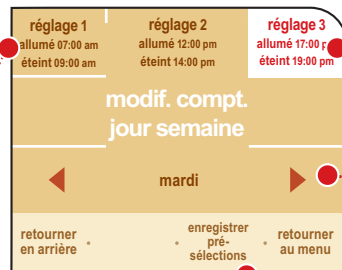 réglage 1
allumé 07:00 am
éteint 09:00 am
réglage 2
allumé 12:00 pm
éteint 14:00 pm
réglage 3
allumé 17:00
éteint 19:00 pm
modif. compt.
jour semaine
mardi
retourner
en arrière
enregistrer
pré-
sélections
retourner
au menu